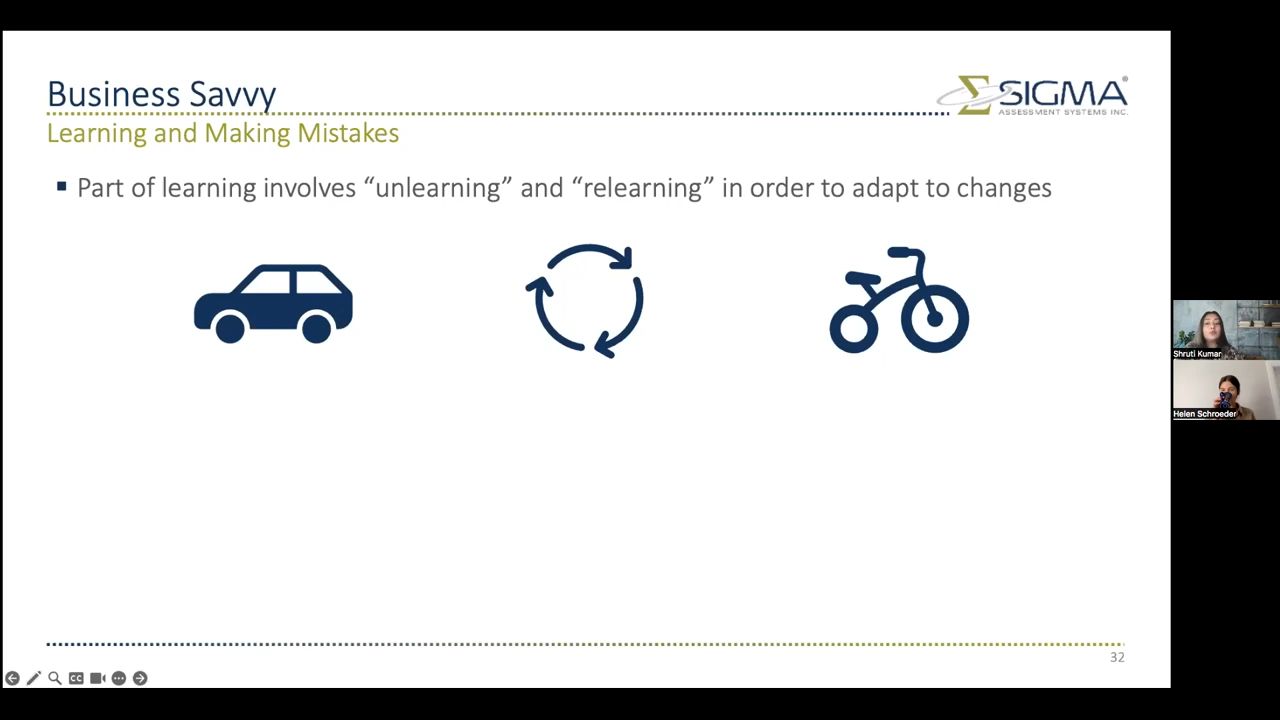 Business Savvy
SIGMA®
ASSESSMENT SYSTEMS INC.
Learning and Making Mistakes
▪ Part of learning involves “unlearning” and “relearning” in order to adapt to changes
Shruti Kumar
Helen Schroeder
32
CC